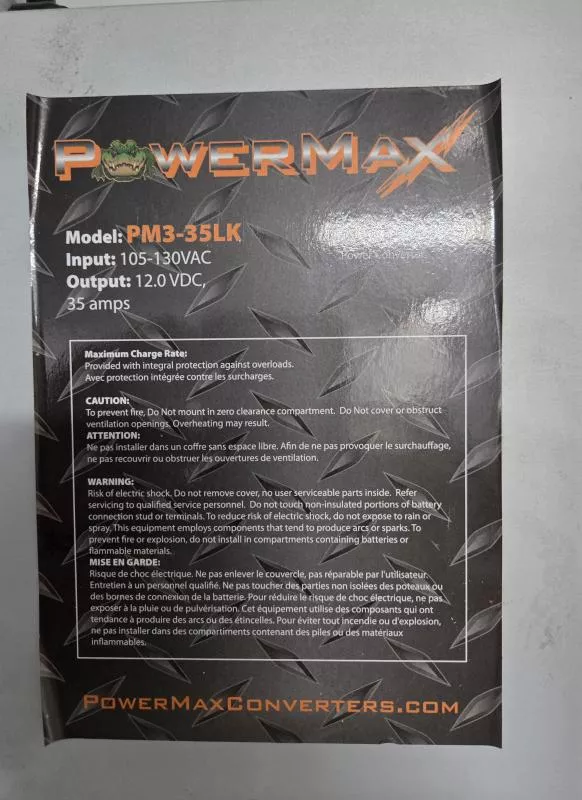 POWERMAX
Model: PM3-35LK
Input: 105-130VAC
Power Converter
Output: 12.0 VDC,
35 amps
Maximum Charge Rate:
Provided with integral protection against overloads.
Avec protection intégrée contre les surcharges.
CAUTION:
To prevent fire, Do Not mount in zero clearance compartment. Do Not cover or obstruct
ventilation openings. Overheating may result.
ATTENTION:
Ne pas installer dans un coffre sans espace libre. Afin de ne pas provoquer le surchauffage,
ne pas recouvrir ou obstruer les ouvertures de ventilation.
WARNING:
Risk of electric shock. Do not remove cover, no user serviceable parts inside. Refer
servicing to qualified service personnel. Do not touch non-insulated portions of battery
connection stud or terminals. To reduce risk of electric shock, do not expose to rain or
spray. This equipment employs components that tend to produce arcs or sparks. To
prevent fire or explosion, do not install in compartments containing batteries or
flammable materials.
MISE EN GARDE:
Risque de choc électrique. Ne pas enlever le couvercle, pas réparable par l'utilisateur.
Entretien à un personnel qualifié. Ne pas toucher des parties non isolées des poteaux ou
des bornes de connexion de la batterie. Pour réduire le risque de choc électrique, ne pas
exposer à la pluie ou de pulvérisation. Cet équipement utilise des composants qui ont
tendance à produire des arcs ou des étincelles. Pour éviter tout incendie ou d'explosion,
ne pas installer dans des compartiments contenant des piles ou des matériaux
inflammables.
POWERMAXCONVERTERS.COM